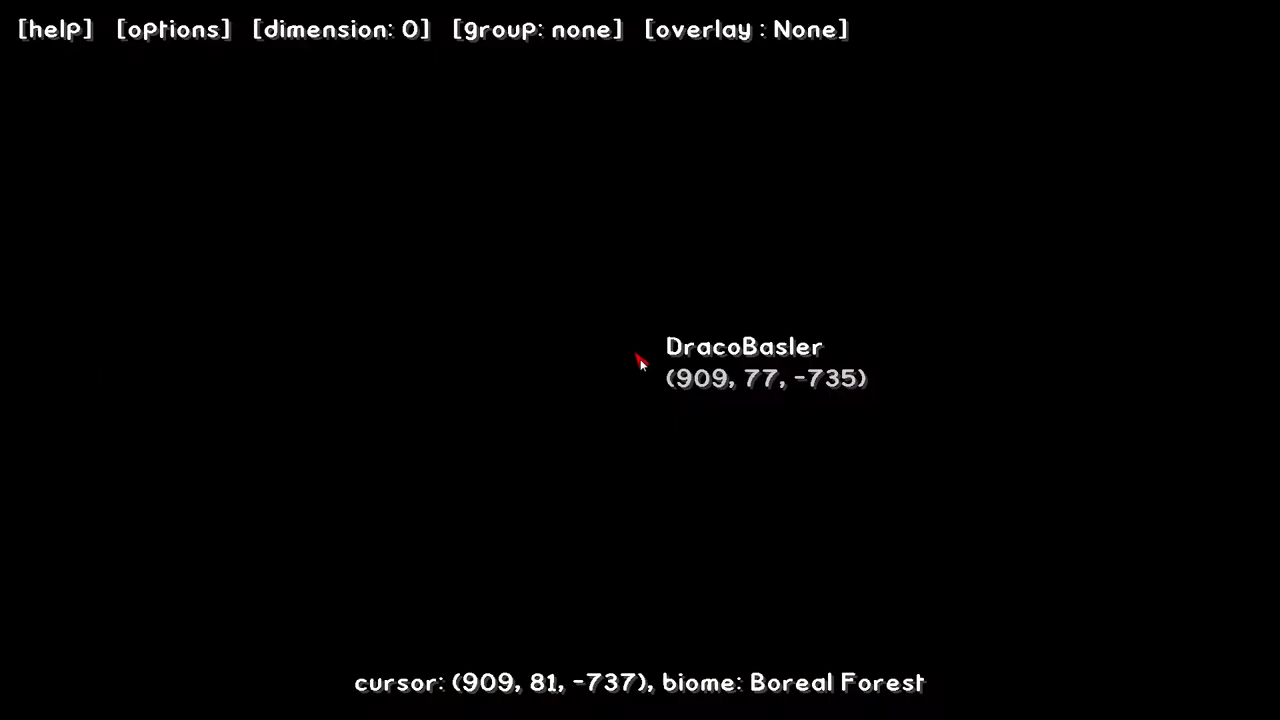 [help] [options] [dimension: 0] [group: none] [overlay : None]
DracoBasler
(909, 77, -735)
cursor: (909, 81, -737), biome: Boreal Forest